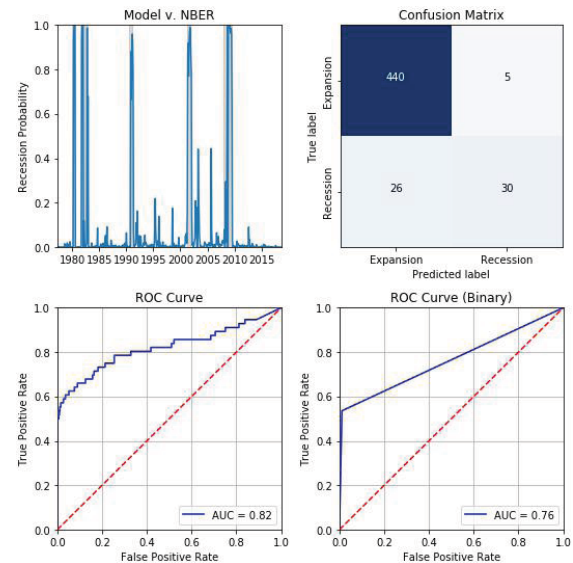 Model v. NBER
Recession Probability
1.0
0.8
0.6
0.4
0.2
0.0
1980 1985 1990 1995 2000 2005 2010 2015
Confusion Matrix
True label
Expansion
Recession
440 5
26 30
Expansion Recession
Predicted label
ROC Curve
True Positive Rate
1.0
0.8
0.6
0.4
0.2
0.0
AUC = 0.82
0.0 0.2 0.4 0.6 0.8 1.0
False Positive Rate
ROC Curve (Binary)
True Positive Rate
1.0
0.8
0.6
0.4
0.2
0.0
AUC = 0.76
0.0 0.2 0.4 0.6 0.8 1.0
False Positive Rate